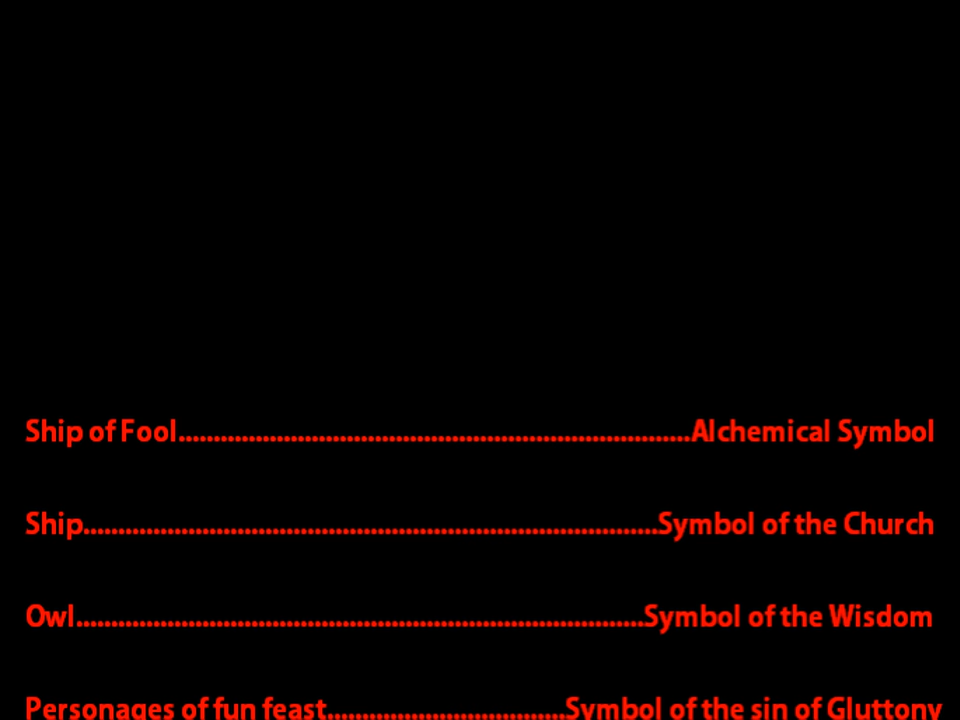 Ship of Fool.........................................................................Alchemical Symbol
Ship..................................................................................Symbol of the Church
Owl.................................................................................Symbol of the Wisdom
Personages of fun feast..................................Symbol of the sin of Gluttony